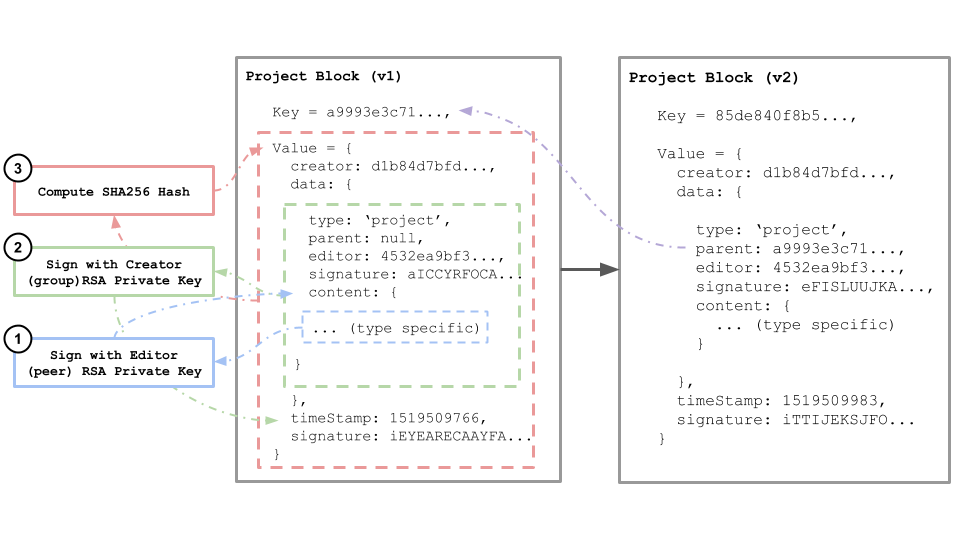 Project Block (v1)
Key = a9993e3c71...,
Value = {
creator: d1b84d7bfd...,
data: {
type: ‘project’,
parent: null,
editor: 4532ea9bf3...,
signature: aICCYRFOCA...
content: {
... (type specific)
}
},
timeStamp: 1519509766,
signature: iEYEARECAAYFA...
}
3
Compute SHA256 Hash
2
Sign with Creator
(group)RSA Private Key
1
Sign with Editor
(peer) RSA Private Key
Project Block (v2)
Key = 85de840f8b5...,
Value = {
creator: d1b84d7bfd...,
data: {
type: ‘project’,
parent: a9993e3c71...,
editor: 4532ea9bf3...,
signature: eFISLUUJKA...,
content: {
... (type specific)
}
},
timeStamp: 1519509983,
signature: iTTIJEKSJFO...
}